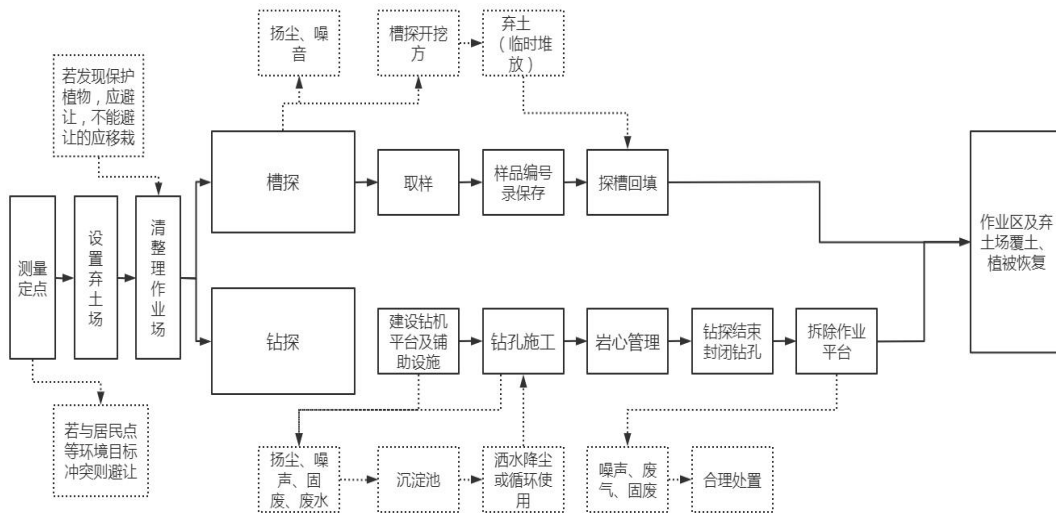 扬尘、噪
音
槽探开挖
方
弃土
（临时堆
放）
若发现保护
植物，应避
让，不能避
让的应移栽
槽探
取样
样品编号
录保存
探槽回填
作业区及弃
土场覆土、
植被恢复
测量
定点
设置弃土场
清整理作业场
钻探
建设钻机
平台及辅
助设施
钻孔施工
岩心管理
钻探结束
封闭钻孔
拆除作业
平台
若与居民点
等环境目标
冲突则避让
扬尘、噪
声、固
废、废水
沉淀池
洒水降尘
或循环使
用
噪声、废
气、固废
合理处置